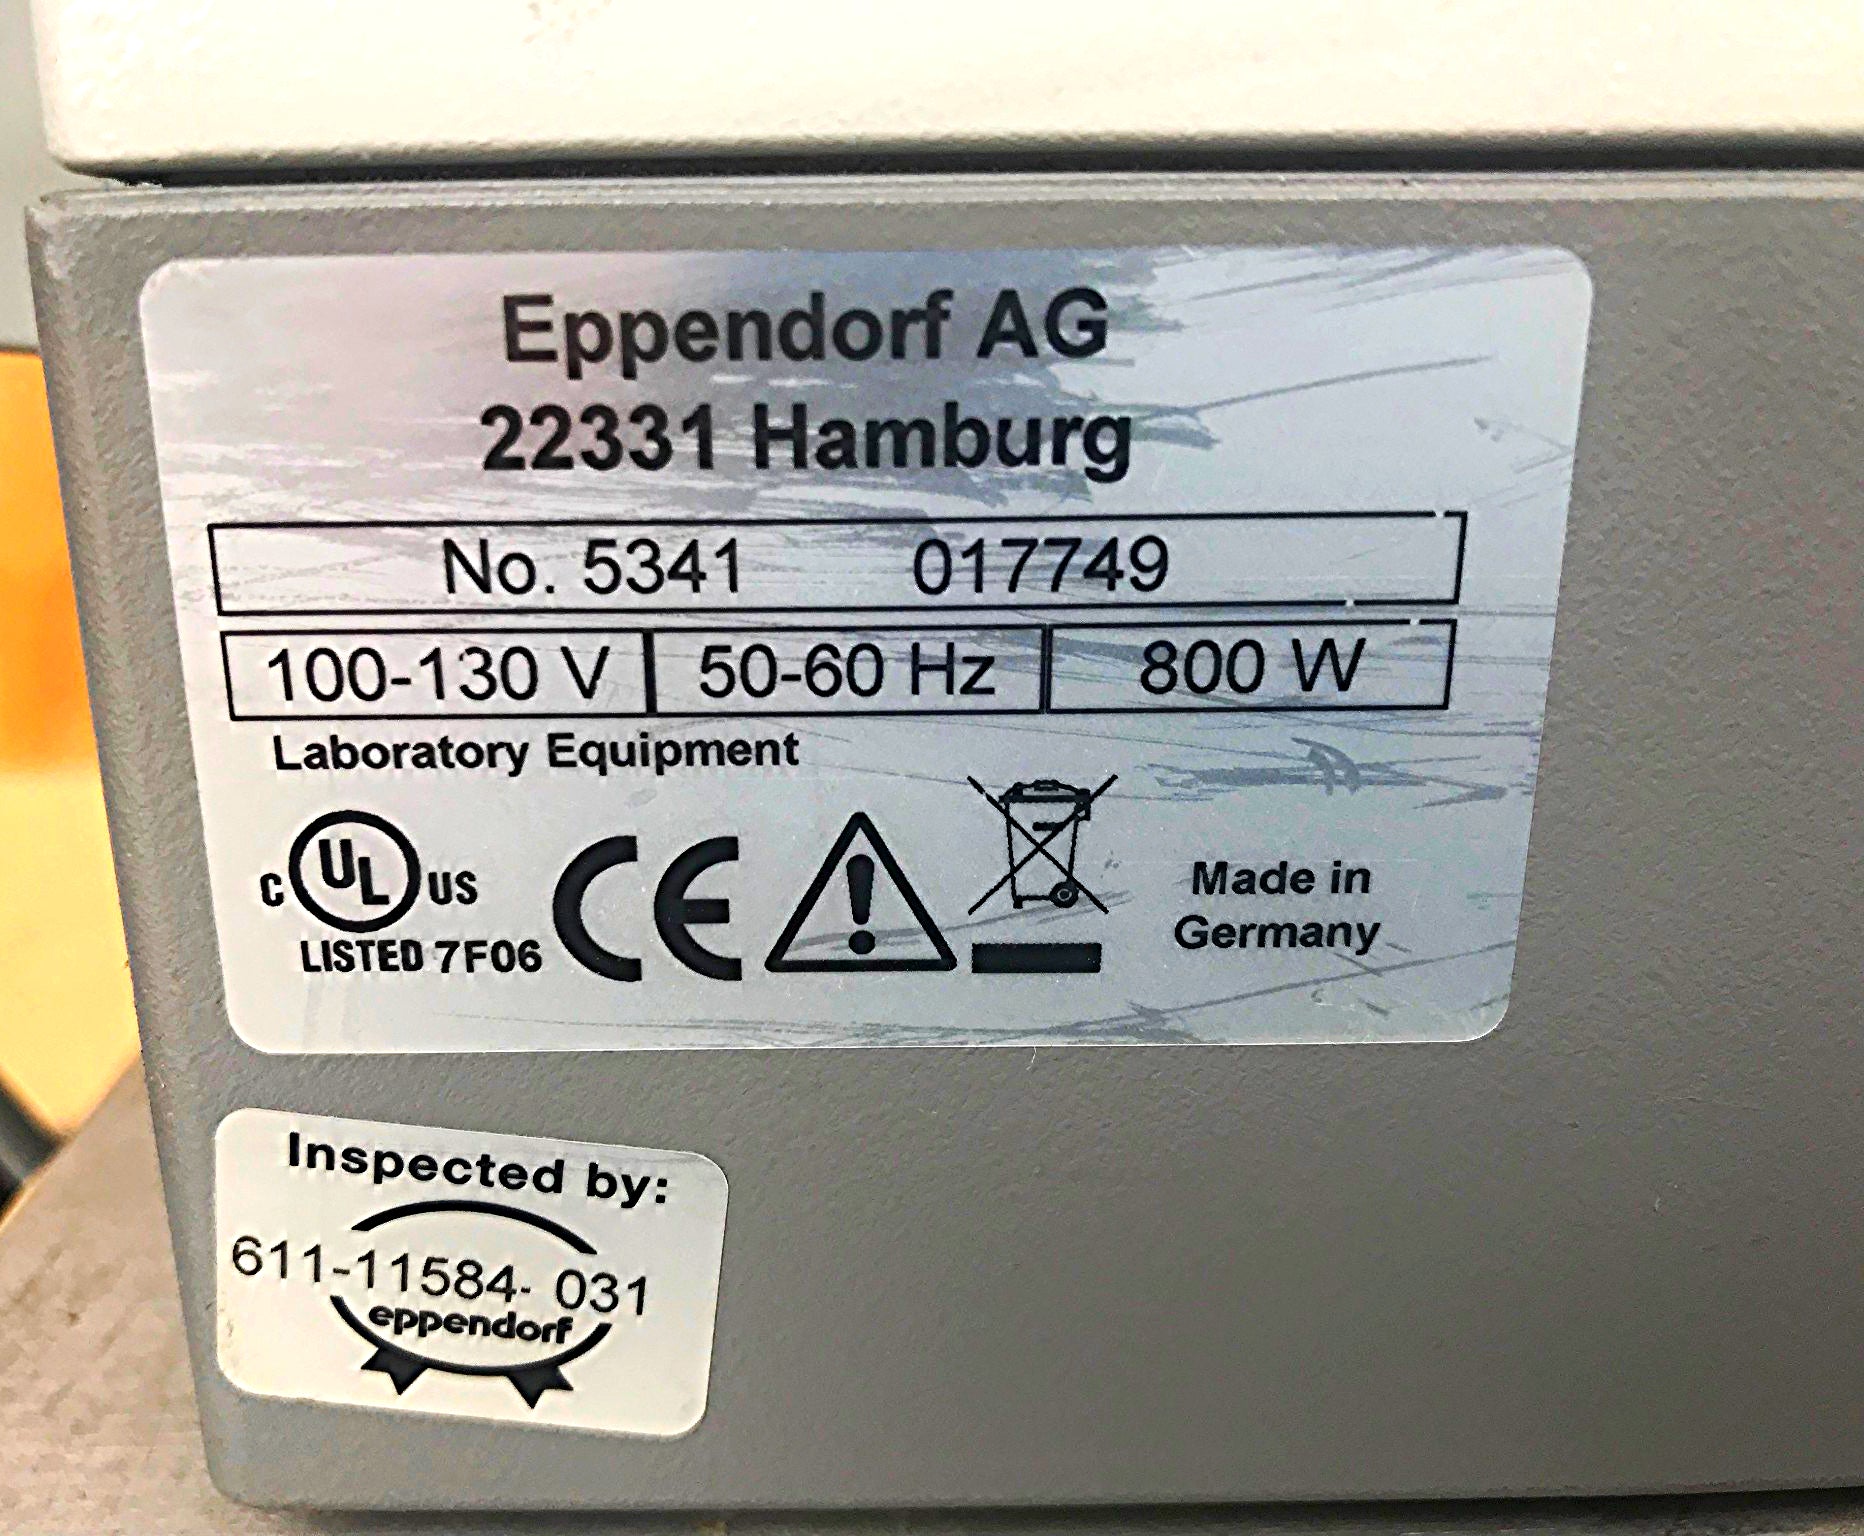 Eppendorf AG
22331 Hamburg
No. 5341 017749
100-130 V 50-60 Hz 800 W
Laboratory Equipment
C UL US
LISTED 7F06
CE
Made in
Germany
Inspected by:
611-11584- 031
eppendorf